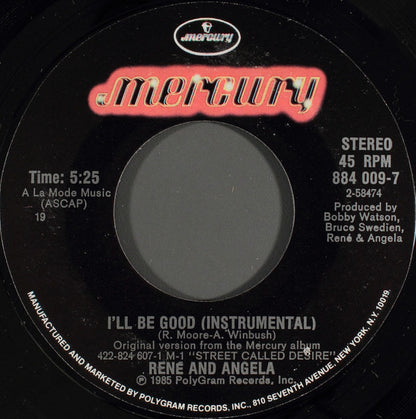 mercury
mercury
STEREO
45 RPM
884 009-7
2-58474
Produced by
Bobby Watson,
Bruce Swedien,
René & Angela
Time: 5:25
A La Mode Music
(ASCAP)
19
I'LL BE GOOD (INSTRUMENTAL)
(R. Moore-A. Winbush)
Original version from the Mercury album
422-824 607-1 M-1 "STREET CALLED DESIRE"
RENÉ AND ANGELA
℗ 1985 PolyGram Records, Inc.
MANUFACTURED AND MARKETED BY POLYGRAM RECORDS, INC., 810 SEVENTH AVENUE, NEW YORK, N.Y. 10019